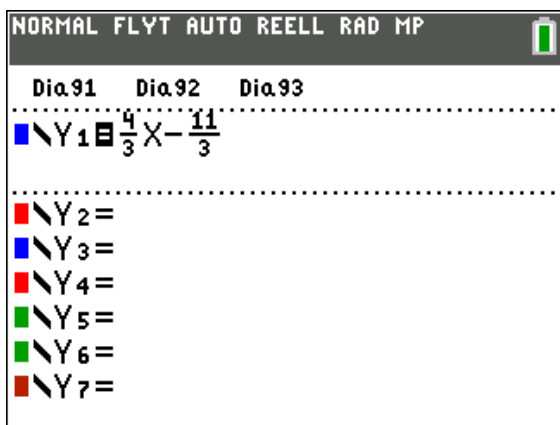 NORMAL FLYT AUTO REELL RAD MP
Dia91 Dia92 Dia93
\Y1=4/3X-11/3
\Y2=
\Y3=
\Y4=
\Y5=
\Y6=
\Y7=